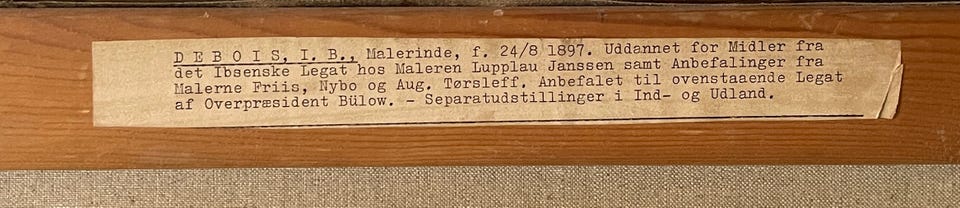 DEBOIS, I.B., Malerinde, f. 24/8 1897. Uddannet for Midler fra
det Ibsenske Legat hos Maleren Lupplau Janssen samt Anbefalinger fra
Malerne Friis, Nybo og Aug. Tørsleff. Anbefalet til ovenstaaende Legat
af Overpræsident Bülow. - Separatudstillinger i Ind- og Udland.